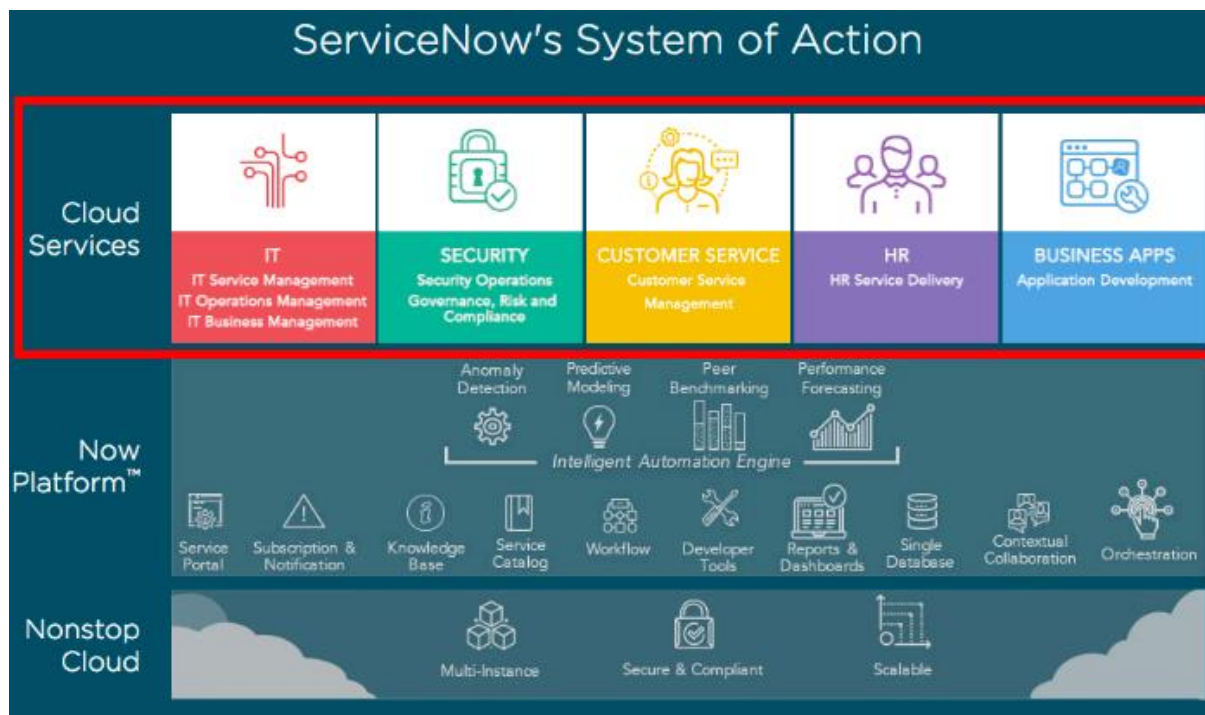 ServiceNow's System of Action
Cloud
Services
IT
IT Service Management
IT Operations Management
IT Business Management
SECURITY
Security Operations
Governance, Risk and
Compliance
CUSTOMER SERVICE
Customer Service
Management
HR
HR Service Delivery
BUSINESS APPS
Application Development
Now
Platform™
Anomaly
Detection
Predictive
Modeling
Peer
Benchmarking
Performance
Forecasting
Intelligent Automation Engine
Service
Portal
Subscription &
Notification
Knowledge
Base
Service
Catalog
Workflow
Developer
Tools
Reports &
Dashboards
Single
Database
Contextual
Collaboration
Orchestration
Nonstop
Cloud
Multi-Instance
Secure & Compliant
Scalable